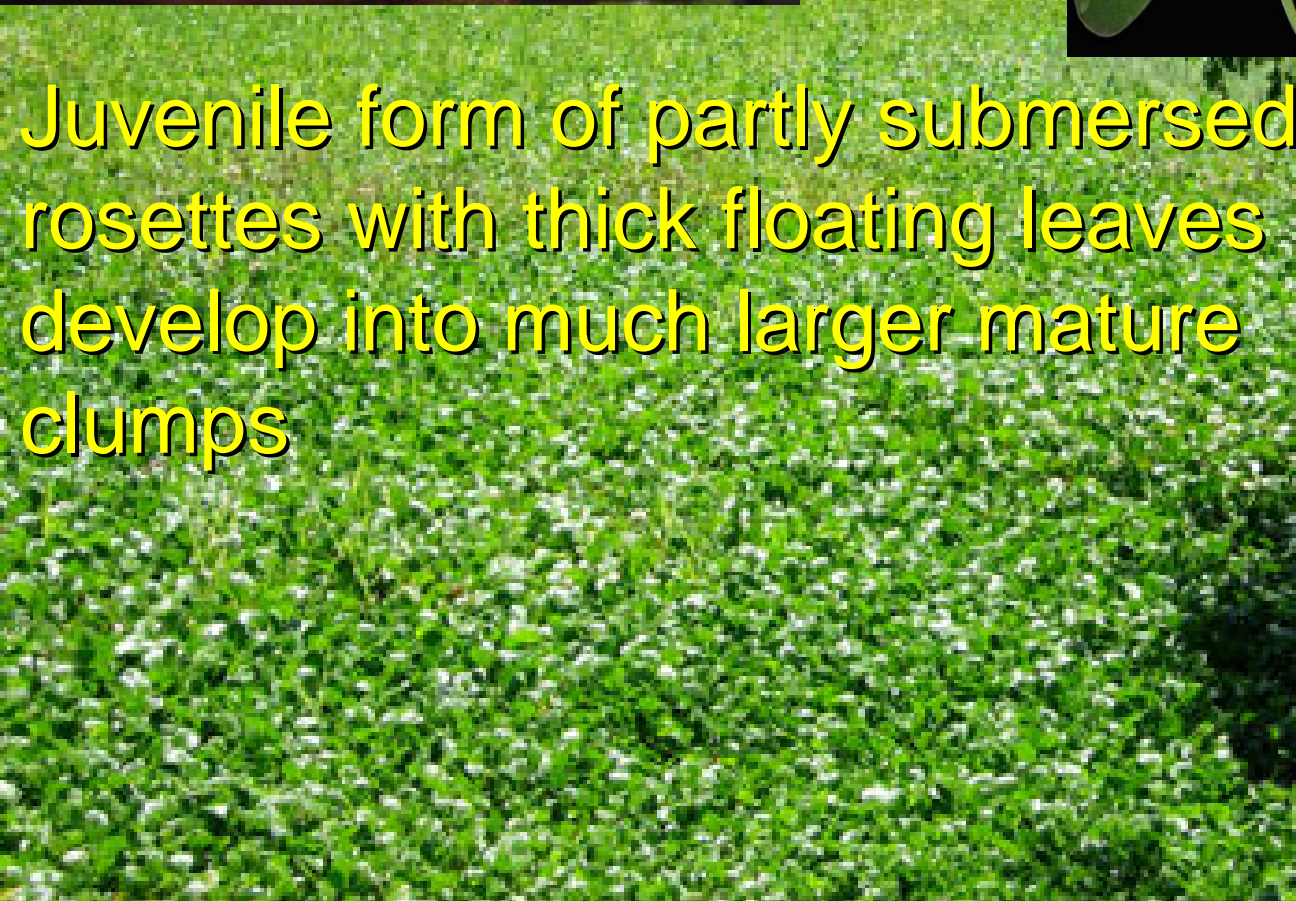 Juvenile form of partly submersed
rosettes with thick floating leaves
develop into much larger mature
clumps